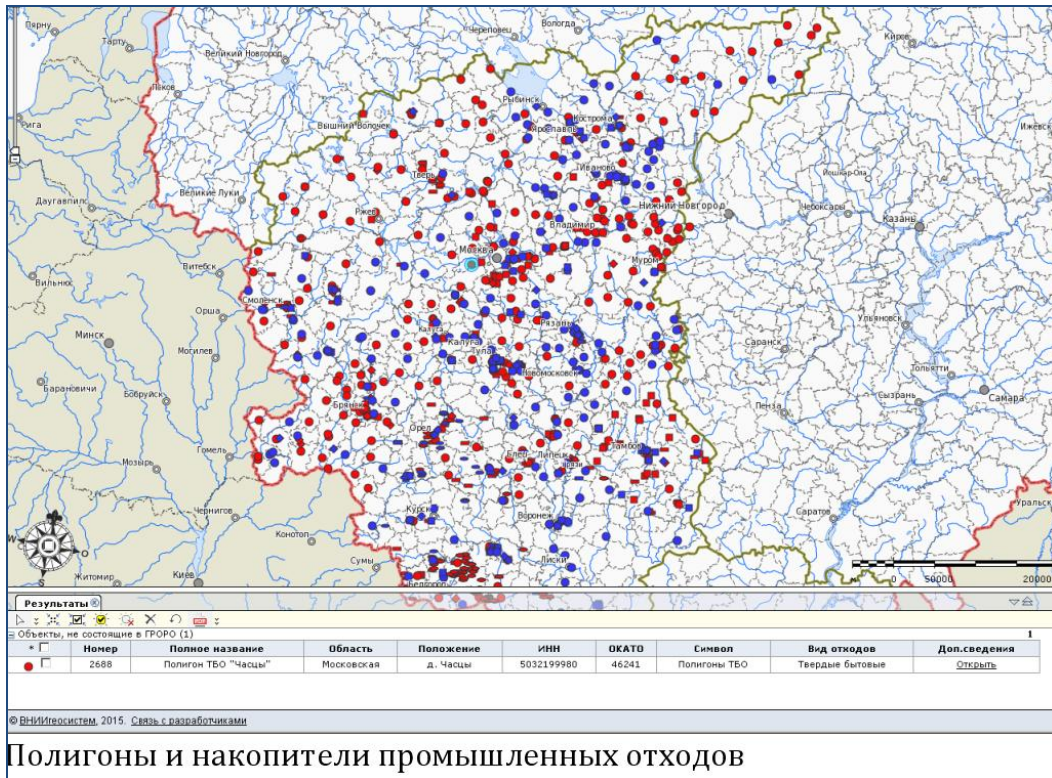 Вологда
Череповец
Киров
Парну
Тарту
Великий Новгород
Псков
Рыбинск
Кострома
Ярославль
Вышний Волочек
Рига
Ижевск
Иваново
Тверь
Йошкар-Ола
Великие Луки
Нижний Новгород
Чебоксары
Даугавпилс
Ржев
Казань
Владимир
Москва
Муром
Витебск
Вильнюс
Смоленск
Орша
Рязань
Ульяновск
Минск
Калуга
Калуга
Саранск
Могилев
Тула
Новомосковск
Тольятти
Барановичи
Бобруйск
Сызрань
Самара
Брянск
Пенза
Орел
Гомель
Тамбов
Липецк
Мозырь
Чернигов
Курск
Воронеж
Саратов
Уральск
Конотоп
Сумы
Лиски
Житомир
Киев
Белгород
W
O
S
50000
20000
Результаты
Объекты, не состоящие в ГРОРО (1) 1
* Номер Полное название Область Положение ИНН ОКАТО Символ Вид отходов Доп.сведения
2688 Полигон ТБО "Часцы" Московская д. Часцы 5032199980 46241 Полигоны ТБО Твердые бытовые Открыть
© ВНИИгеосистем, 2015. Связь с разработчиками
Полигоны и накопители промышленных отходов